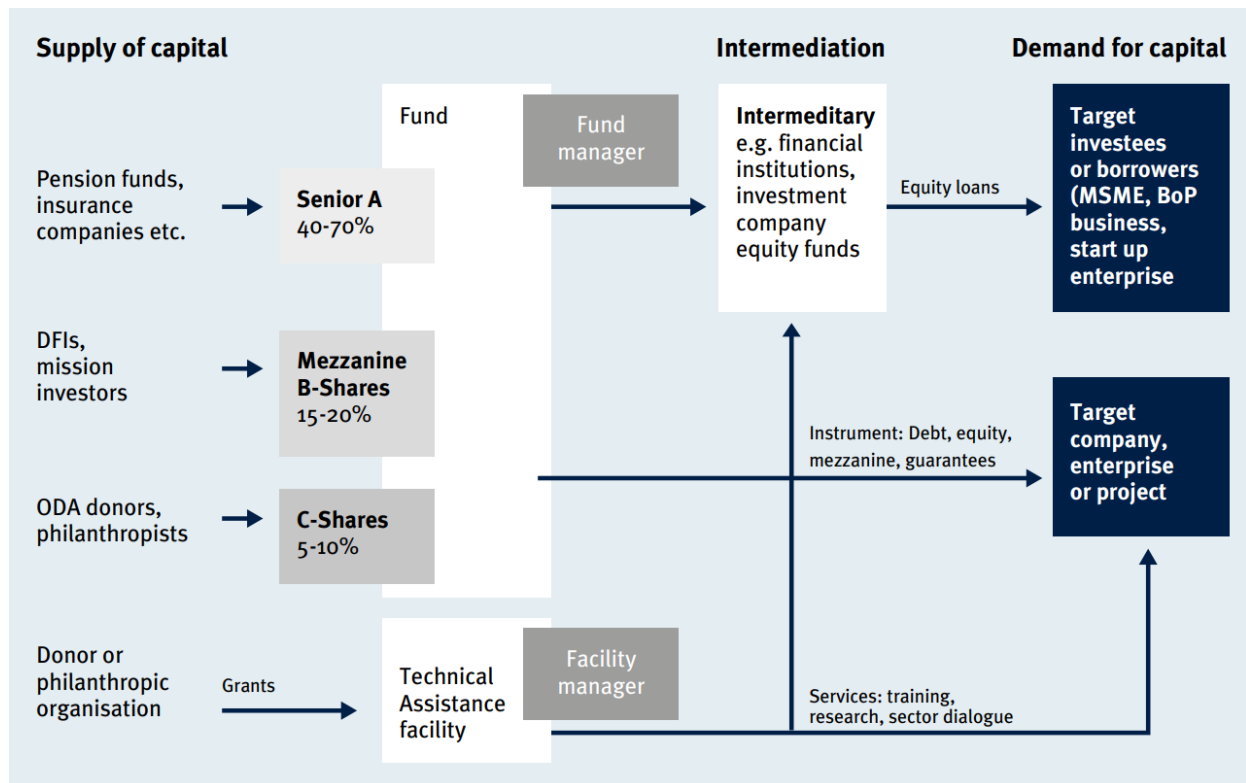 Supply of capital
Intermediation
Demand for capital
Fund
Fund
manager
Intermeditary
e.g. financial
institutions,
investment
company
equity funds
Equity loans
Target
investees
or borrowers
(MSME, BoP
business,
start up
enterprise
Pension funds,
insurance
companies etc.
Senior A
40-70%
DFIs,
mission
investors
Mezzanine
B-Shares
15-20%
Instrument: Debt, equity,
mezzanine, guarantees
Target
company,
enterprise
or project
ODA donors,
philanthropists
C-Shares
5-10%
Donor or
philanthropic
organisation
Grants
Technical
Assistance
facility
Facility
manager
Services: training,
research, sector dialogue